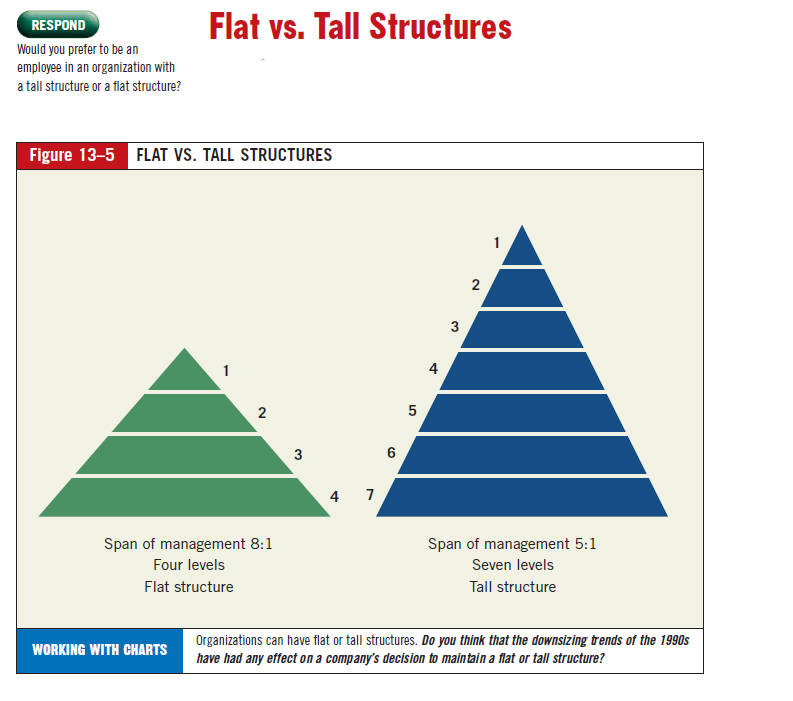 RESPOND
Flat vs. Tall Structures
Would you prefer to be an
employee in an organization with
a tall structure or a flat structure?
Figure 13–5 FLAT VS. TALL STRUCTURES
1
2
3
4
1
2
3
4
5
6
7
Span of management 8:1
Four levels
Flat structure
Span of management 5:1
Seven levels
Tall structure
WORKING WITH CHARTS
Organizations can have flat or tall structures. Do you think that the downsizing trends of the 1990s
have had any effect on a company's decision to maintain a flat or tall structure?